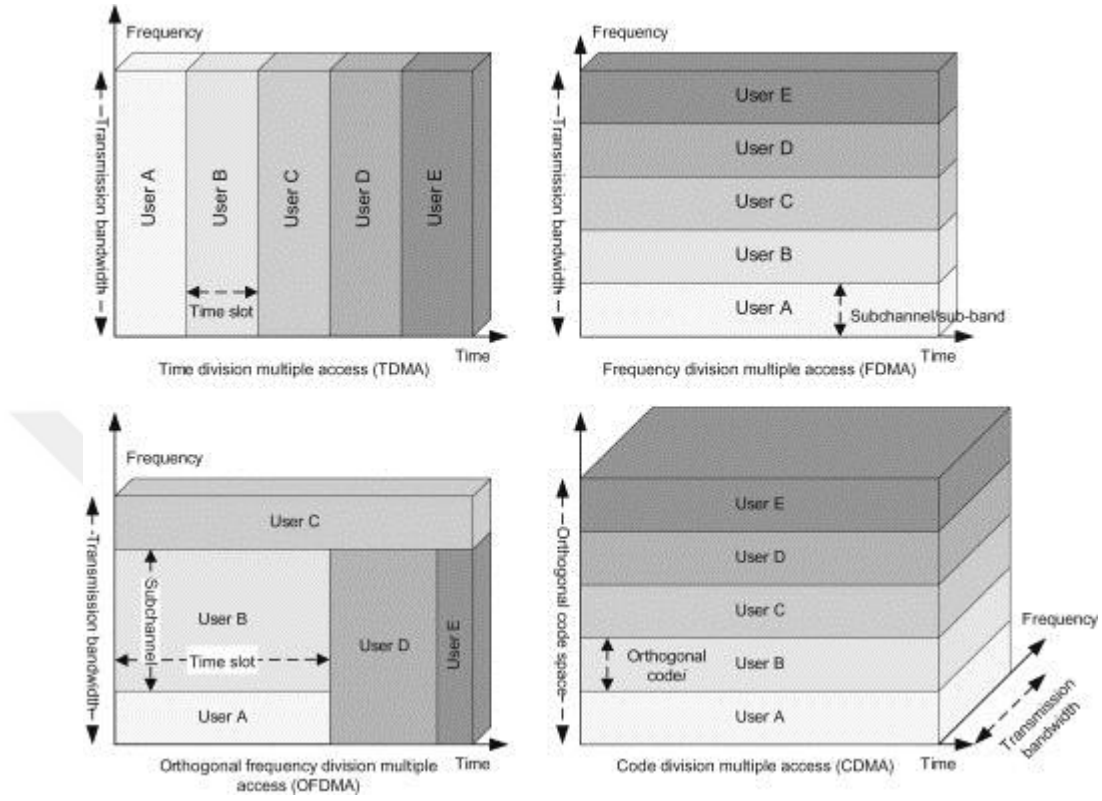 Frequency
Transmission bandwidth
User A
User B
User C
User D
User E
Time slot
Time
Time division multiple access (TDMA)
Frequency
Transmission bandwidth
User E
User D
User C
User B
User A
Subchannel/sub-band
Time
Frequency division multiple access (FDMA)
Frequency
Transmission bandwidth
User C
Subchannel
User B
Time slot
User D
User E
User A
Time
Orthogonal frequency division multiple
access (OFDMA)
Orthogonal code space
User E
User D
User C
Orthogonal
codei
User B
User A
Frequency
Transmission
bandwidth
Time
Code division multiple access (CDMA)